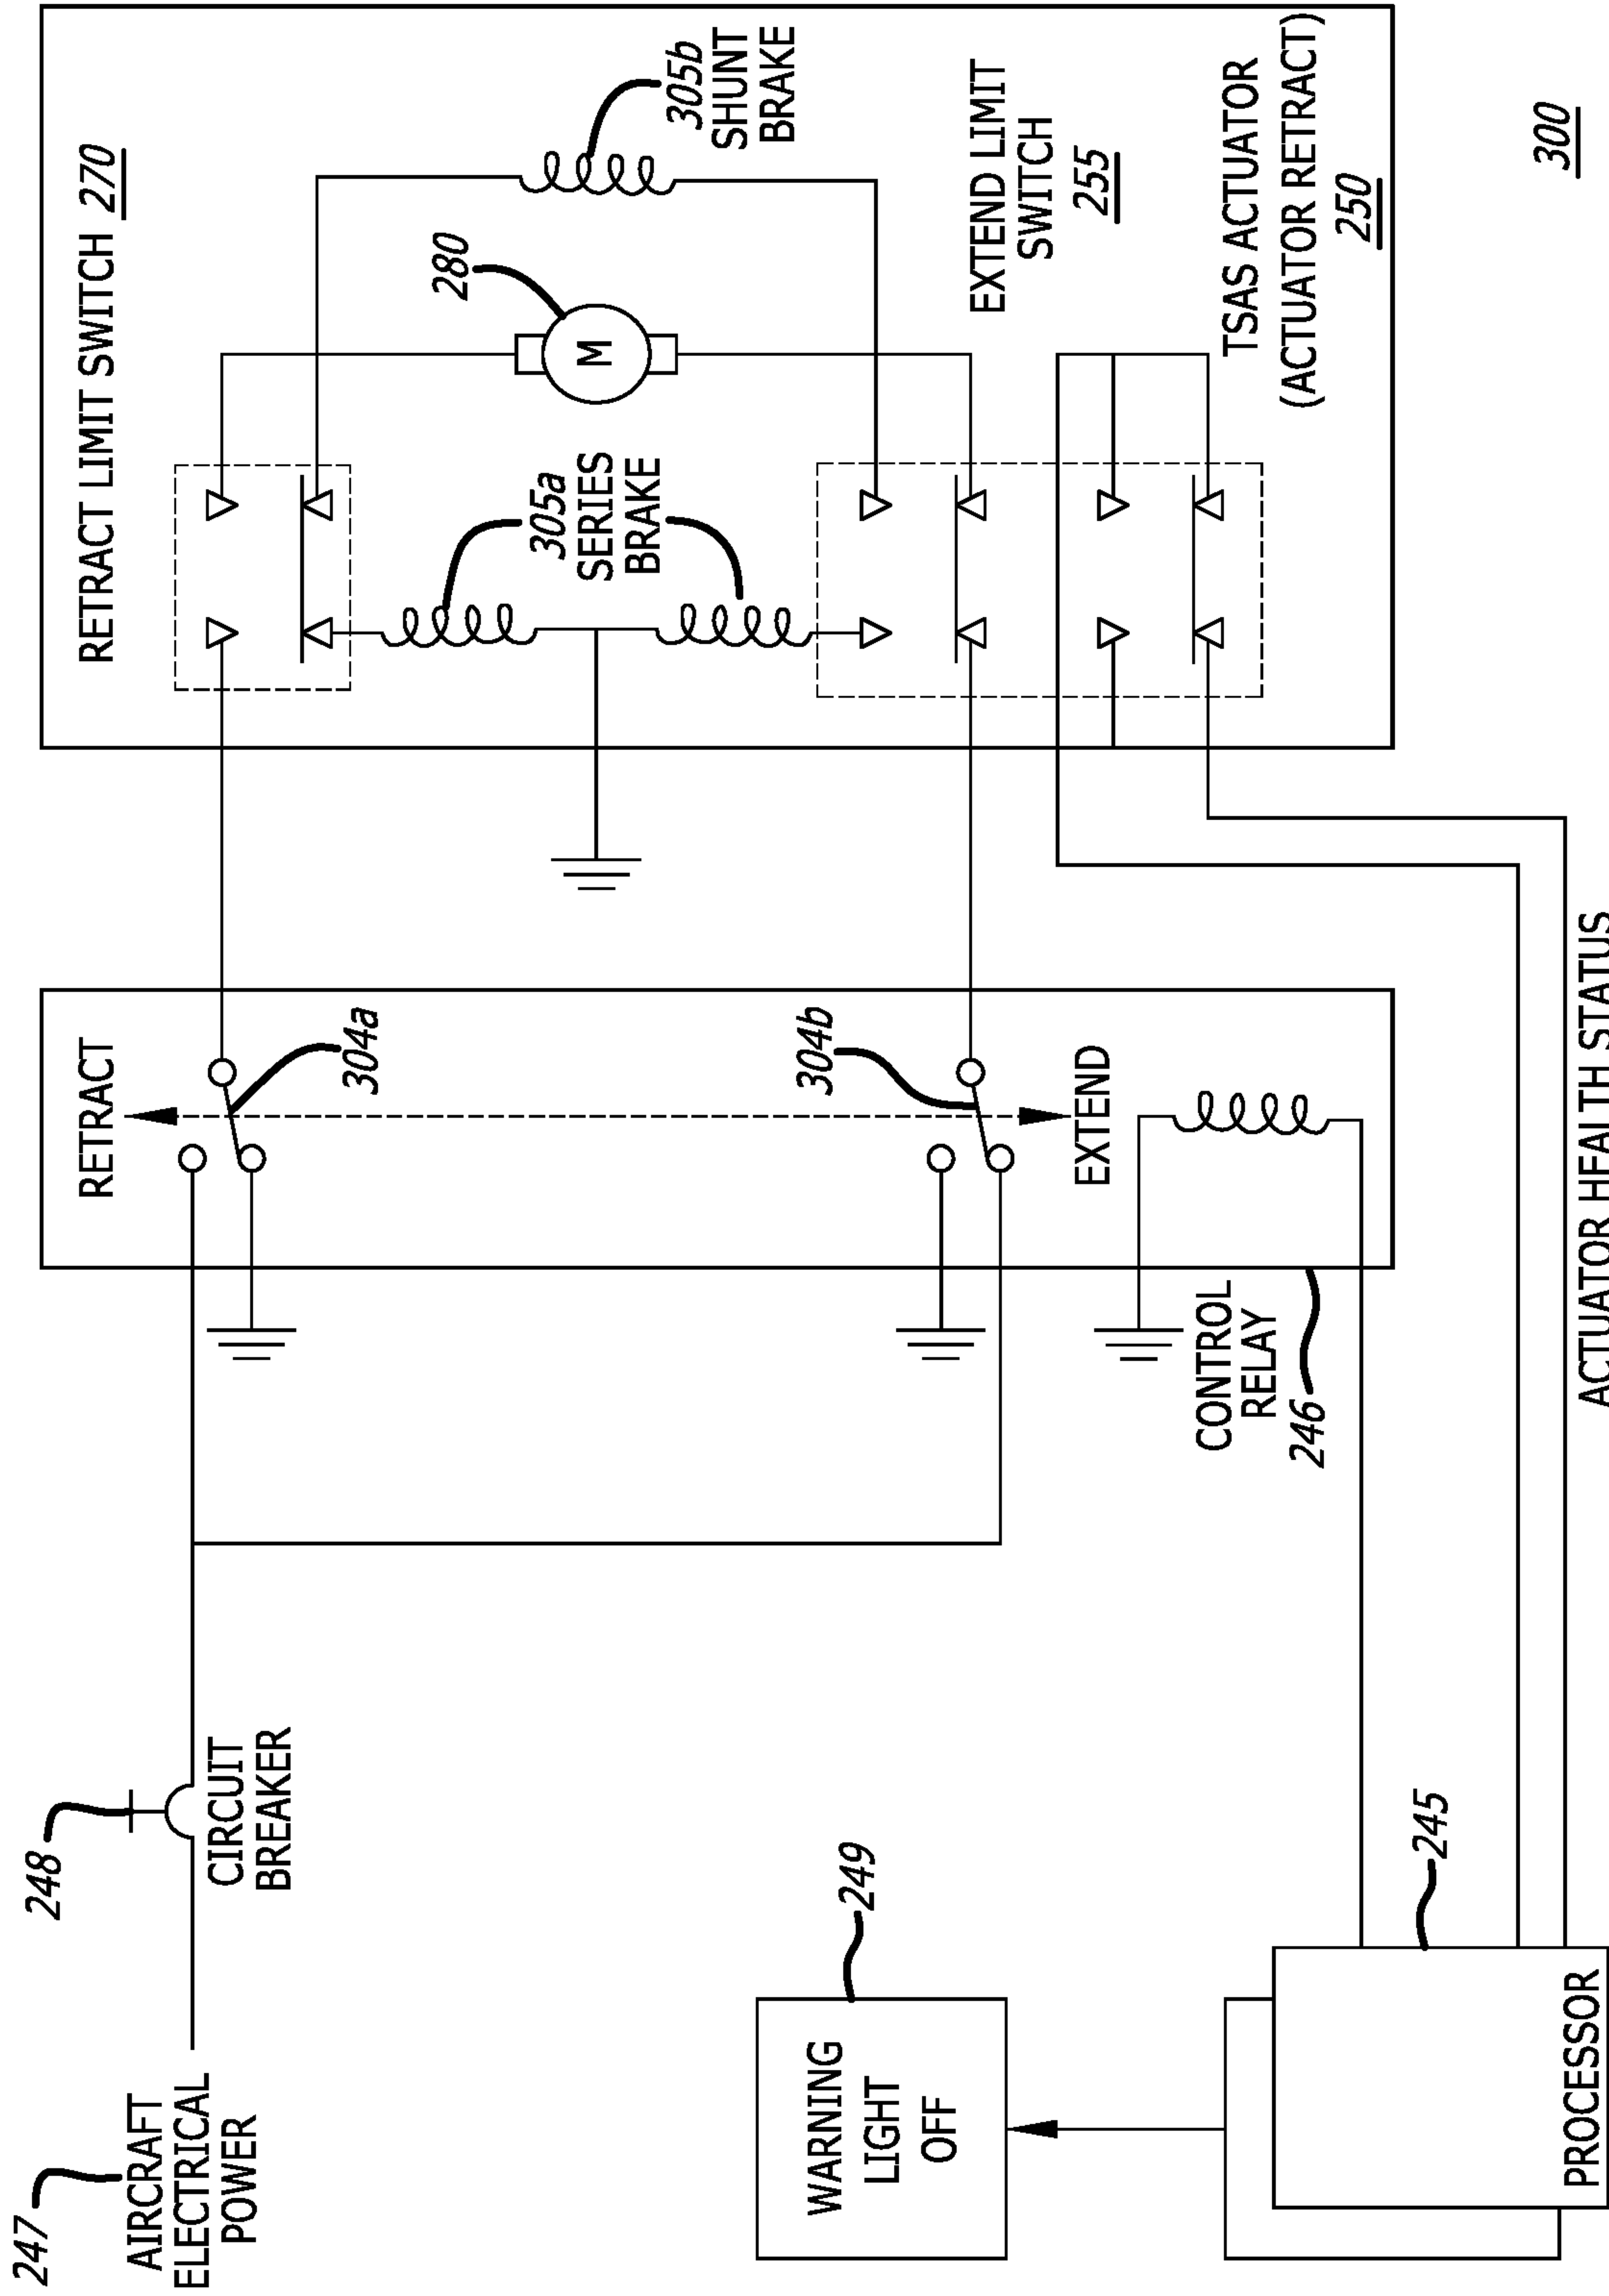 247
AIRCRAFT
ELECTRICAL
POWER
248
CIRCUIT
BREAKER
RETRACT
304a
304b
EXTEND
CONTROL
RELAY
246
RETRACT LIMIT SWITCH 270
305a
SERIES
BRAKE
280
M
305b
SHUNT
BRAKE
EXTEND LIMIT
SWITCH
255
TSAS ACTUATOR
(ACTUATOR RETRACT)
250
WARNING
LIGHT
OFF
249
245
PROCESSOR
ACTUATOR HEALTH STATUS
300